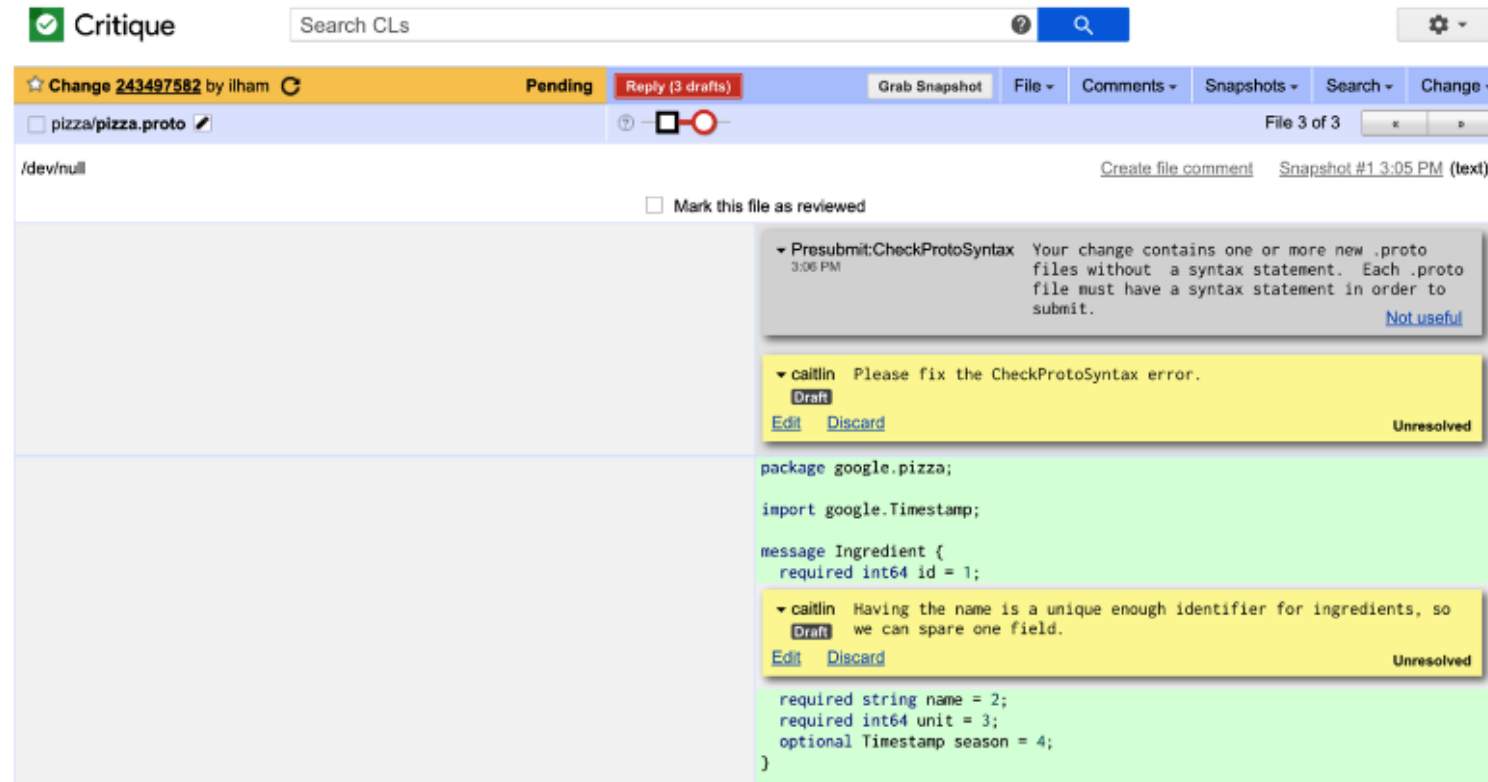 Critique
Search CLs
Change 243497582 by ilham Pending Reply (3 drafts) Grab Snapshot File Comments Snapshots Search Change
pizza/pizza.proto File 3 of 3
/dev/null Create file comment Snapshot #1 3:05 PM (text)
Mark this file as reviewed
Presubmit:CheckProtoSyntax Your change contains one or more new .proto
3:06 PM files without a syntax statement. Each .proto
file must have a syntax statement in order to
submit.
Not useful
caitlin Please fix the CheckProtoSyntax error.
Draft
Edit Discard Unresolved
package google.pizza;
import google.Timestamp;
message Ingredient {
required int64 id = 1;
caitlin Having the name is a unique enough identifier for ingredients, so
Draft we can spare one field.
Edit Discard Unresolved
required string name = 2;
required int64 unit = 3;
optional Timestamp season = 4;
}